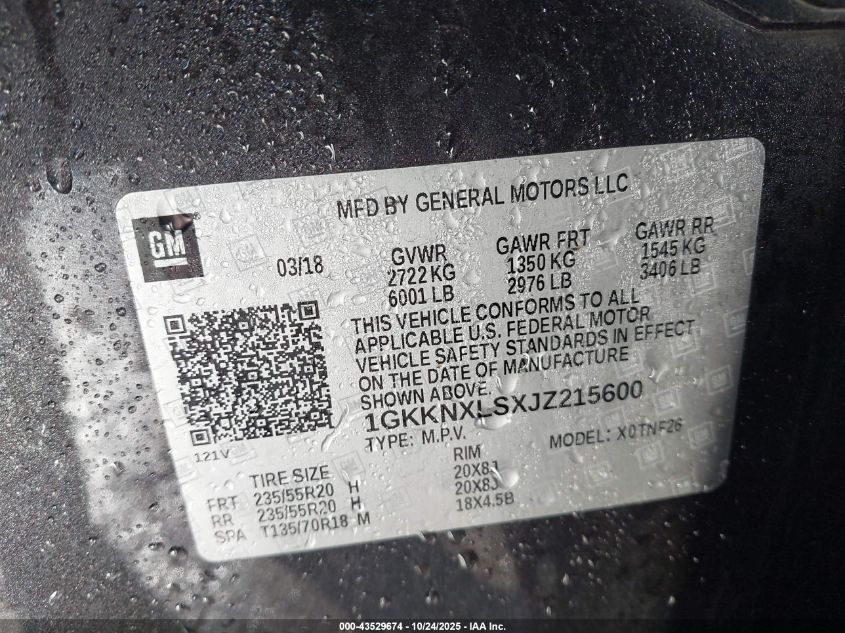 MFD BY GENERAL MOTORS LLC
GM
03/18
GVWR
2722 KG
6001 LB
GAWR FRT
1350 KG
2976 LB
GAWR RR
1545 KG
3406 LB
THIS VEHICLE CONFORMS TO ALL
APPLICABLE U.S. FEDERAL MOTOR
VEHICLE SAFETY STANDARDS IN EFFECT
ON THE DATE OF MANUFACTURE
SHOWN ABOVE.
1GKKNXLSXJZ215600
TYPE: M.P.V.
MODEL: X0TNF26
121V
TIRE SIZE RIM
FRT 235/55R20 H 20X8J
RR 235/55R20 H 20X8J
SPA T135/70R18 M 18X4.5B
000-43529674 | 10/24/2025 - IAA Inc.